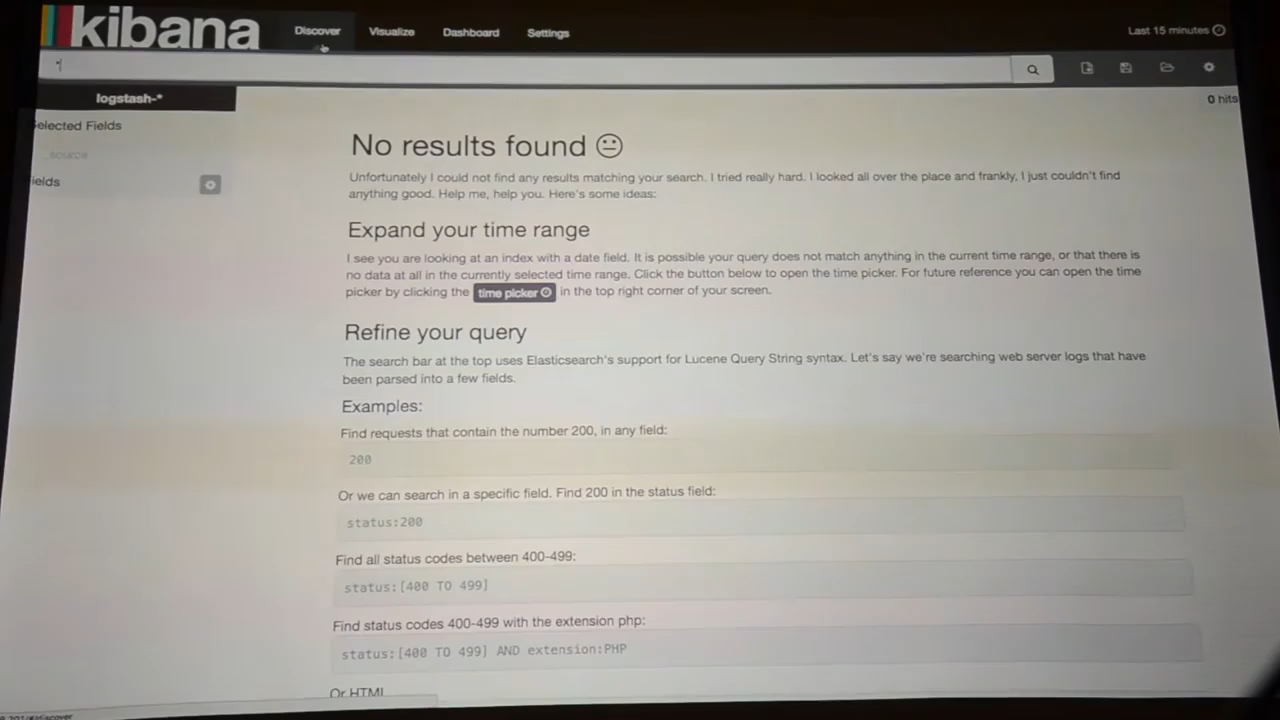 kibana
Discover Visualize Dashboard Settings
Last 15 minutes
*
logstash-*
0 hits
elected Fields
_source
ields
No results found
Unfortunately I could not find any results matching your search. I tried really hard. I looked all over the place and frankly, I just couldn't find
anything good. Help me, help you. Here's some ideas:
Expand your time range
I see you are looking at an index with a date field. It is possible your query does not match anything in the current time range, or that there is
no data at all in the currently selected time range. Click the button below to open the time picker. For future reference you can open the time
picker by clicking the time picker in the top right corner of your screen.
Refine your query
The search bar at the top uses Elasticsearch's support for Lucene Query String syntax. Let's say we're searching web server logs that have
been parsed into a few fields.
Examples:
Find requests that contain the number 200, in any field:
200
Or we can search in a specific field. Find 200 in the status field:
status:200
Find all status codes between 400-499:
status:[400 TO 499]
Find status codes 400-499 with the extension php:
status:[400 TO 499] AND extension:PHP
Or HTML